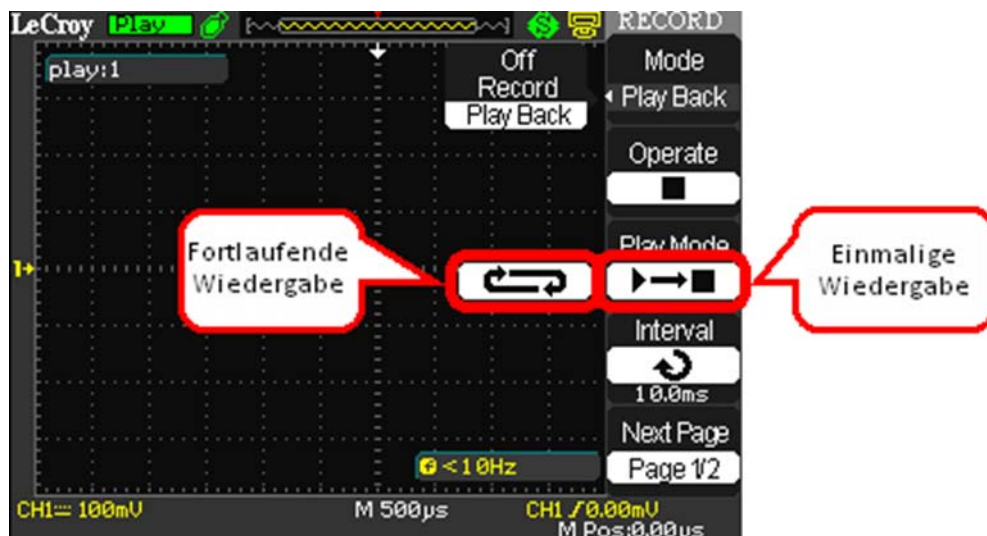 LeCroy Play RECORD
play:1
Off
Record
Play Back
Mode
Play Back
Operate
Play Mode
Fortlaufende
Wiedergabe
Einmalige
Wiedergabe
1
Interval
10.0ms
Next Page
Page 1/2
<10Hz
CH1 100mV M 500µs CH1 0.00mV
M Pos:0.00µs